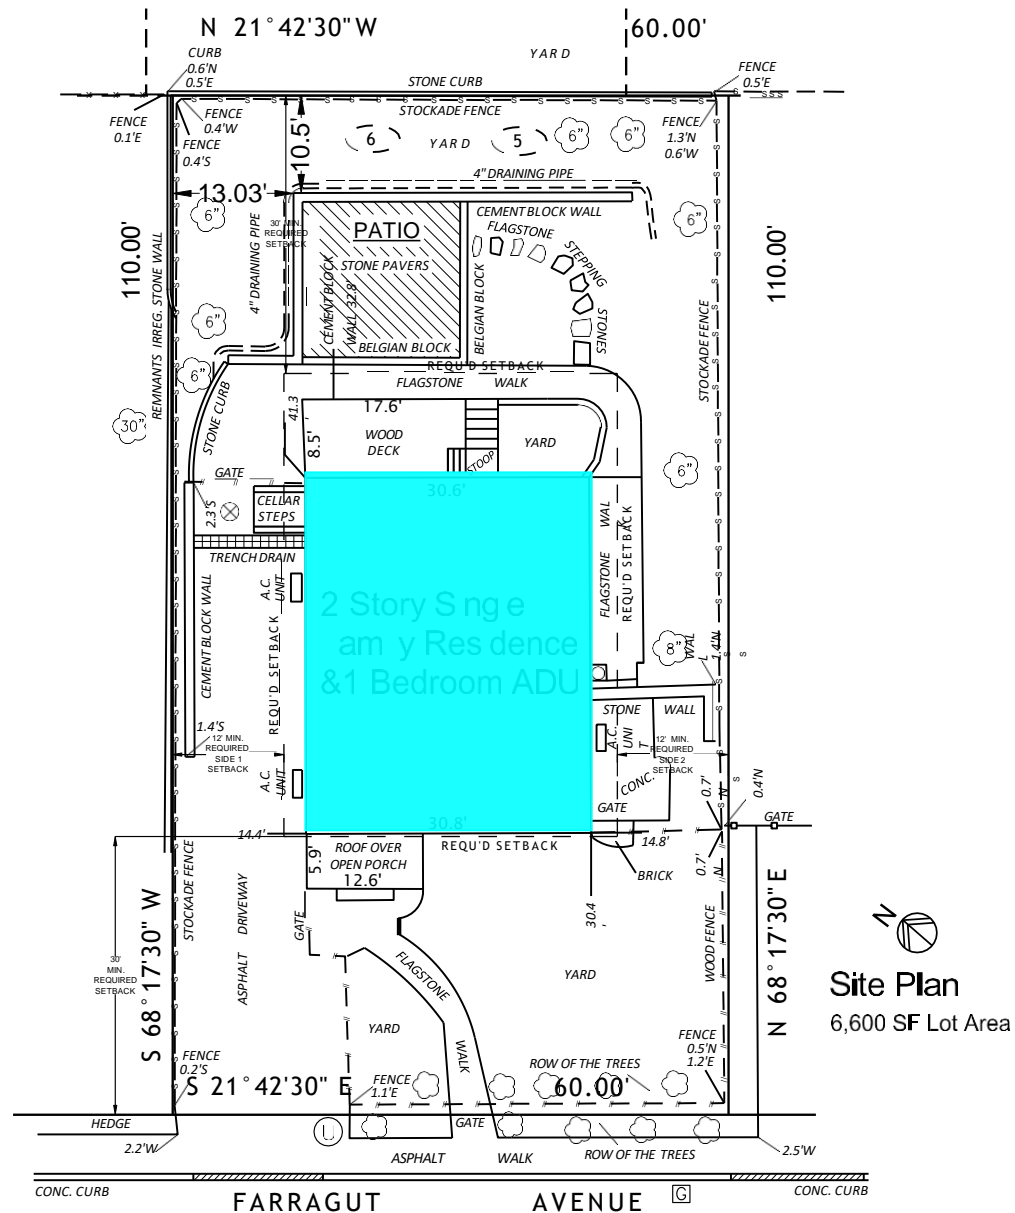 N 21°42'30" W
60.00'
YARD
CURB
0.6'N
0.5'E
STONE CURB
FENCE
0.5'E
STOCKADE FENCE
FENCE
0.1'E
FENCE
0.4'W
FENCE
0.4'S
FENCE
1.3'N
0.6'W
10.5'
6
YARD
5
6"
6"
4" DRAINING PIPE
13.03'
6"
6"
30' MIN.
REQUIRED
SETBACK
4" DRAINING PIPE
CEMENT BLOCK WALL
PATIO
STONE PAVERS
CEMENT BLOCK
WALL 32.8'
BELGIAN BLOCK
BELGIAN BLOCK
FLAGSTONE
STEPPING
STONES
110.00'
110.00'
REMNANTS IRREG. STONE WALL
STOCKADE FENCE
6"
6"
30"
STONE CURB
REQU'D SETBACK
FLAGSTONE WALK
41.3
'
17.6'
8.5'
WOOD
DECK
STOOP
YARD
GATE
2.3'S
CELLAR
STEPS
6"
30.6'
TRENCH DRAIN
A.C.
UNIT
CEMENT BLOCK WALL
REQU'D SETBACK
FLAGSTONE WAL
K
REQU'D SETBACK
2 Story S ng e
am y Res dence
&1 Bedroom ADU
8"
WAL
L
1.4'N
1.4'S
12' MIN.
REQUIRED
SIDE 1
SETBACK
STONE WALL
A.C.
UNI
T
12' MIN.
REQUIRED
SIDE 2
SETBACK
A.C.
UNIT
CONC.
GATE
0.7'
N
0.4'N
GATE
14.4'
30.8'
14.8'
REQU'D SETBACK
0.7'
N
BRICK
5.9'
ROOF OVER
OPEN PORCH
12.6'
30.4
'
STOCKADE FENCE
ASPHALT DRIVEWAY
GATE
FLAGSTONE
WALK
YARD
YARD
WOOD FENCE
30'
MIN.
REQUIRED
SETBACK
S 68°17'30" W
N 68°17'30" E
N
Site Plan
6,600 SF Lot Area
FENCE
0.2'S
S 21°42'30" E
FENCE
1.1'E
60.00'
ROW OF THE TREES
FENCE
0.5'N
1.2'E
HEDGE
2.2'W
U
GATE
ASPHALT WALK
ROW OF THE TREES
2.5'W
CONC. CURB
FARRAGUT AVENUE
G
CONC. CURB